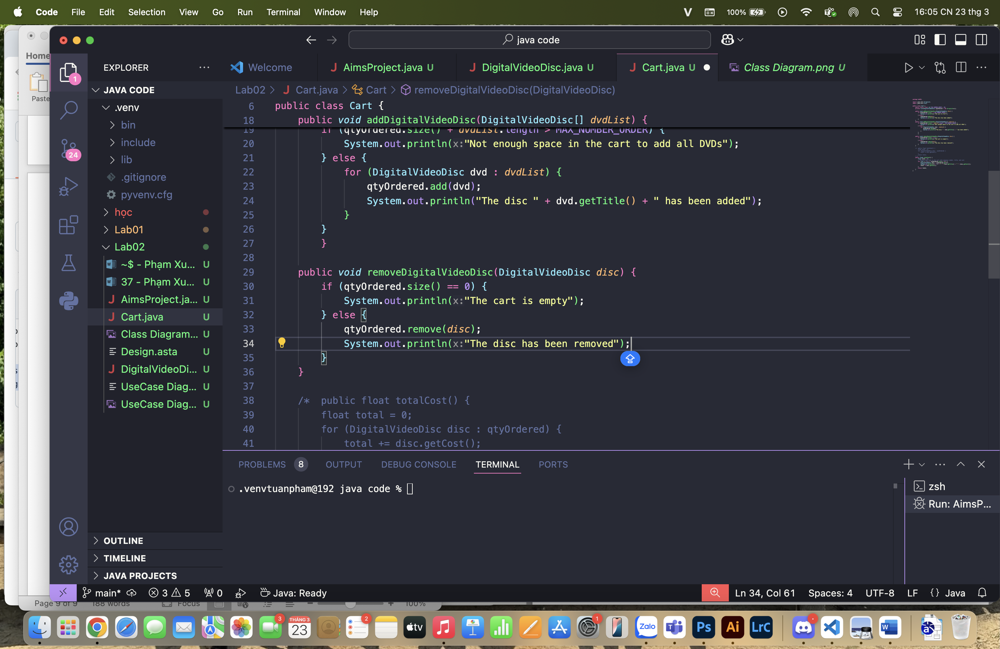 Code File Edit Selection View Go Run Terminal Window Help 100% 16:05 CN 23 thg 3
Home
Paste
java code
EXPLORER
Welcome
AimsProject.java U
DigitalVideoDisc.java U
Cart.java U
Class Diagram.png U
JAVA CODE
.venv
bin
include
lib
.gitignore
pyvenv.cfg
học
Lab01
Lab02
~$ - Phạm Xu... U
37 - Phạm Xu... U
AimsProject.ja... U
Cart.java U
Class Diagram... U
Design.asta U
DigitalVideoDi... U
UseCase Diag... U
UseCase Diag... U
OUTLINE
TIMELINE
JAVA PROJECTS
1
24
Lab02 > Cart.java > Cart > removeDigitalVideoDisc(DigitalVideoDisc)
6 public class Cart {
18 public void addDigitalVideoDisc(DigitalVideoDisc[] dvdList) {
19 if (qtyOrdered.size() + dvdList.length > MAX_NUMBER_ORDER) {
20 System.out.println(x:"Not enough space in the cart to add all DVDs");
21 } else {
22 for (DigitalVideoDisc dvd : dvdList) {
23 qtyOrdered.add(dvd);
24 System.out.println("The disc " + dvd.getTitle() + " has been added");
25 }
26 }
27 }
28
29 public void removeDigitalVideoDisc(DigitalVideoDisc disc) {
30 if (qtyOrdered.size() == 0) {
31 System.out.println(x:"The cart is empty");
32 } else {
33 qtyOrdered.remove(disc);
34 System.out.println(x:"The disc has been removed");
35 }
36 }
37
38 /* public float totalCost() {
39 float total = 0;
40 for (DigitalVideoDisc disc : qtyOrdered) {
41 total += disc.getCost();
PROBLEMS 8 OUTPUT DEBUG CONSOLE TERMINAL PORTS
.venvtuanpham@192 java code %
zsh
Run: AimsP...
main* 3 5 0 Java: Ready Ln 34, Col 61 Spaces: 4 UTF-8 LF {} Java
Page 9 of 9 188 words Focus 100%
3
THÁNG 3
23
2
tv
1
Zalo
Ps
Ai
LrC
W
a